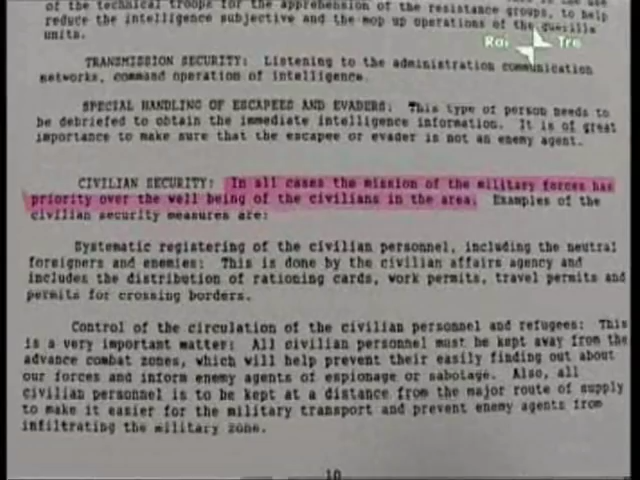 of the technical troops for the apprehension of the resistance groups, to help
reduce the intelligence subjective and the mop up operations of the guerilla
units.
Rai Tre
TRANSMISSION SECURITY: Listening to the administration communication
networks, command operation of intelligence.
SPECIAL HANDLING OF ESCAPEES AND EVADERS: This type of person needs to
be debriefed to obtain the immediate intelligence information. It is of great
importance to make sure that the escapee or evader is not an enemy agent.
CIVILIAN SECURITY: In all cases the mission of the military forces has
priority over the well being of the civilians in the area. Examples of the
civilian security measures are:
Systematic registering of the civilian personnel, including the neutral
foreigners and enemies: This is done by the civilian affairs agency and
includes the distribution of rationing cards, work permits, travel permits and
permits for crossing borders.
Control of the circulation of the civilian personnel and refugees: This
is a very important matter: All civilian personnel must be kept away from the
advance combat zones, which will help prevent their easily finding out about
our forces and inform enemy agents of espionage or sabotage. Also, all
civilian personnel is to be kept at a distance from the major route of supply
to make it easier for the military transport and prevent enemy agents from
infiltrating the military zone.
10